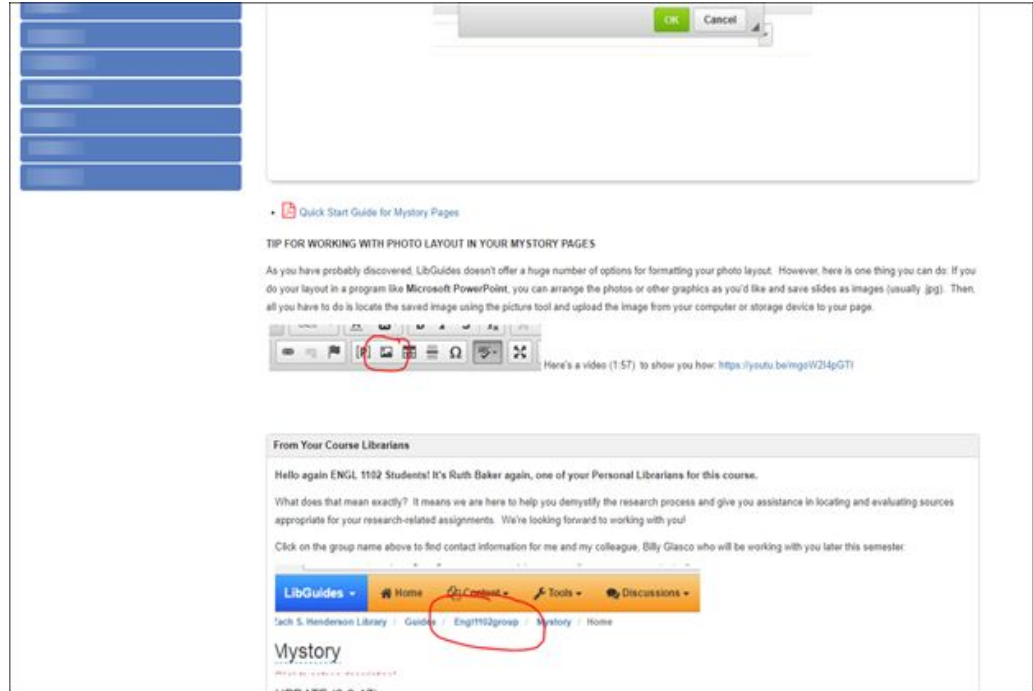 OK Cancel
Quick Start Guide for Mystory Pages
TIP FOR WORKING WITH PHOTO LAYOUT IN YOUR MYSTORY PAGES
As you have probably discovered, LibGuides doesn't offer a huge number of options for formatting your photo layout. However, here is one thing you can do: If you
do your layout in a program like Microsoft PowerPoint, you can arrange the photos or other graphics as you'd like and save slides as images (usually .jpg). Then,
all you have to do is locate the saved image using the picture tool and upload the image from your computer or storage device to your page.
Here's a video (1:57) to show you how: https://youtu.be/mgoW2I4pGTI
From Your Course Librarians
Hello again ENGL 1102 Students! It's Ruth Baker again, one of your Personal Librarians for this course.
What does that mean exactly? It means we are here to help you demystify the research process and give you assistance in locating and evaluating sources
appropriate for your research-related assignments. We're looking forward to working with you!
Click on the group name above to find contact information for me and my colleague, Billy Glasco who will be working with you later this semester.
LibGuides Home Content Tools Discussions
Zach S. Henderson Library / Guides / Engl1102group / Mystory / Home
Mystory